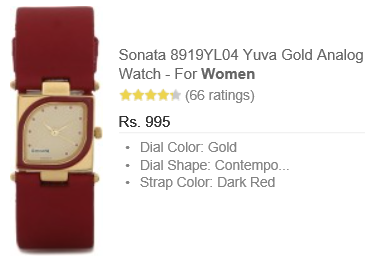 Sonata 8919YL04 Yuva Gold Analog
Watch - For Women
(66 ratings)
Rs. 995
• Dial Color: Gold
• Dial Shape: Contempo...
• Strap Color: Dark Red